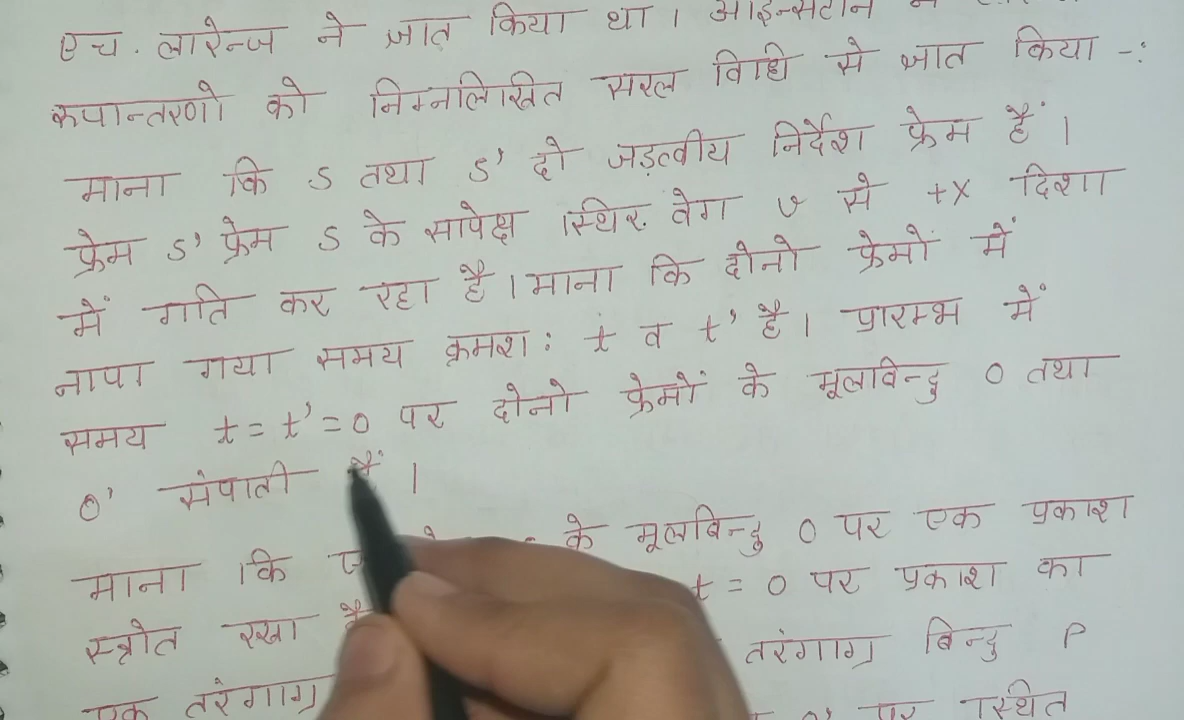 एच. लारेन्ज ने ज्ञात किया था। आइन्सटीन ने
रूपान्तरणो को निम्नलिखित सरल विधि से ज्ञात किया -:
माना कि S तथा S' दो जड़त्वीय निर्देश फ्रेम हैं।
फ्रेम S' फ्रेम S के सापेक्ष स्थिर वेग v से +X दिशा
में गति कर रहा है। माना कि दोनो फ्रेमों में
नापा गया समय क्रमशः t व t' है। प्रारम्भ में
समय t = t' = 0 पर दोनो फ्रेमों के मूलबिन्दु O तथा
O' संपाती हैं।
माना कि के मूलबिन्दु O पर एक प्रकाश
स्त्रोत रखा है t = 0 पर प्रकाश का
एक तरंगाग्र तरंगाग्र बिन्दु P
O' पर स्थित